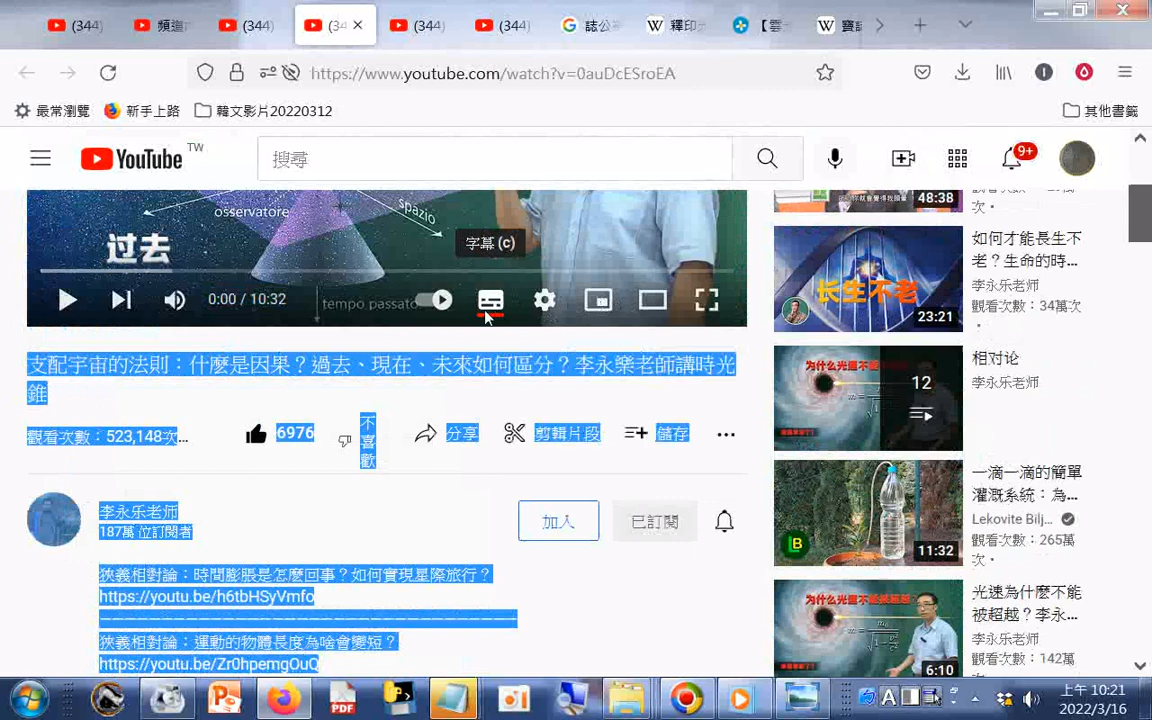 (344)
頻道
(344)
(34
(344)
(344)
誌公
釋印
【雲
寶
https://www.youtube.com/watch?v=0auDcESroEA
最常瀏覽
新手上路
韓文影片20220312
其他書籤
YouTube
TW
搜尋
9+
osservatore
Spazio
过去
字幕 (c)
0:00 / 10:32
tempo passato
支配宇宙的法則：什麼是因果？過去、現在、未來如何區分？李永樂老師講時光
錐
觀看次數：523,148次...
6976
不喜歡
分享
剪輯片段
儲存
李永乐老师
187萬 位訂閱者
加入
已訂閱
狹義相對論：時間膨脹是怎麼回事？如何實現星際旅行？
https://youtu.be/h6tbHSyVmfo
狹義相對論：運動的物體長度為啥會變短？
https://youtu.be/Zr0hpemgOuQ
48:38
次・
长生不老
23:21
如何才能長生不
老？生命的時...
李永乐老师
觀看次數：34萬次
・
12
相对论
李永乐老师
11:32
一滴一滴的簡單
灌溉系統：為...
Lekovite Bilj...
觀看次數：265萬
次・
为什么光速不能被超越？
6:10
光速為什麼不能
被超越？李永...
李永乐老师
觀看次數：142萬
PDF
A
上午 10:21
2022/3/16